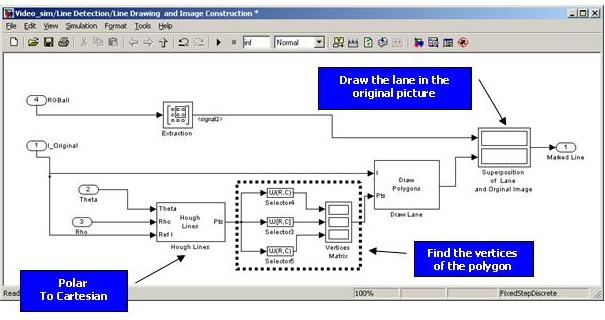 Video_sim/Line Detection/Line Drawing and Image Construction *
File Edit View Simulation Format Tools Help
inf Normal
Draw the lane in the
original picture
4 RGBall
Extraction
<signal2>
1 I_Original
1
Marked Line
Superposition
of Lane
and Orginal Image
I
Draw
Polygons
Pts
Draw Lane
2
Theta
3
Rho
Theta
Rho
Ref I
Hough
Lines
Pts
Hough Lines
U(R,C)
Selector4
U(R,C)
Selector3
U(R,C)
Selector5
Vertices
Matrix
Find the vertices
of the polygon
Polar
To Cartesian
Read
100%
FixedStepDiscrete